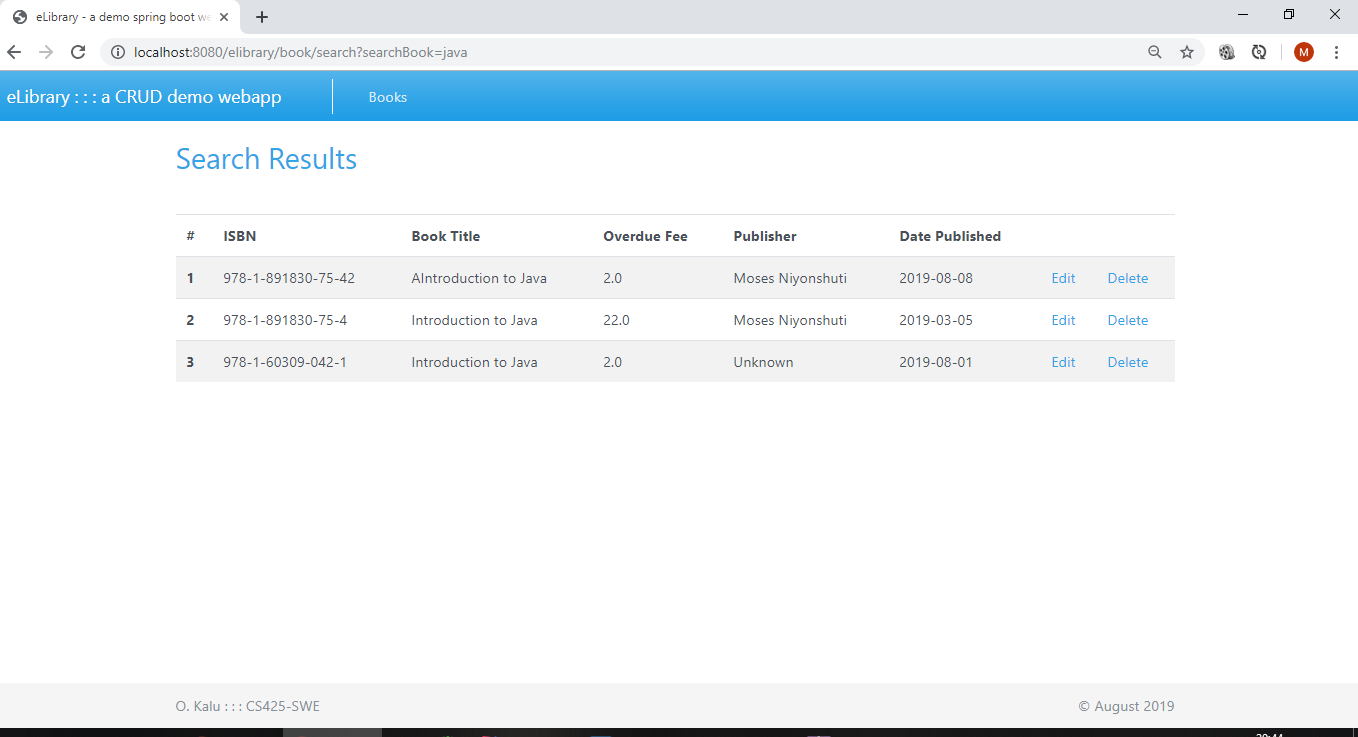 eLibrary - a demo spring boot we
localhost:8080/elibrary/book/search?searchBook=java
M
eLibrary : : : a CRUD demo webapp
Books
Search Results
# ISBN Book Title Overdue Fee Publisher Date Published
1 978-1-891830-75-42 AIntroduction to Java 2.0 Moses Niyonshuti 2019-08-08 Edit Delete
2 978-1-891830-75-4 Introduction to Java 22.0 Moses Niyonshuti 2019-03-05 Edit Delete
3 978-1-60309-042-1 Introduction to Java 2.0 Unknown 2019-08-01 Edit Delete
O. Kalu : : : CS425-SWE
© August 2019